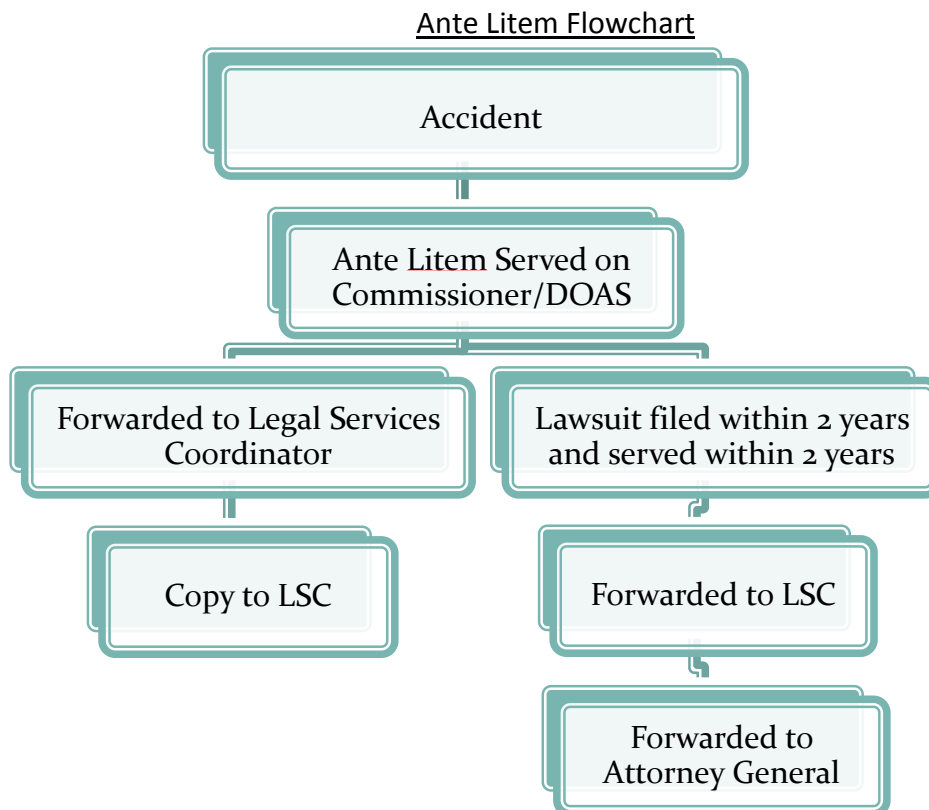 Ante Litem Flowchart
Accident
Ante Litem Served on
Commissioner/DOAS
Forwarded to Legal Services
Coordinator
Lawsuit filed within 2 years
and served within 2 years
Copy to LSC
Forwarded to LSC
Forwarded to
Attorney General